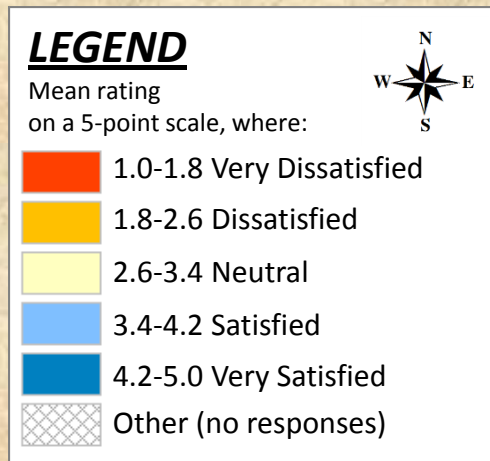 LEGEND
Mean rating
on a 5-point scale, where:
N
W E
S
1.0-1.8 Very Dissatisfied
1.8-2.6 Dissatisfied
2.6-3.4 Neutral
3.4-4.2 Satisfied
4.2-5.0 Very Satisfied
Other (no responses)